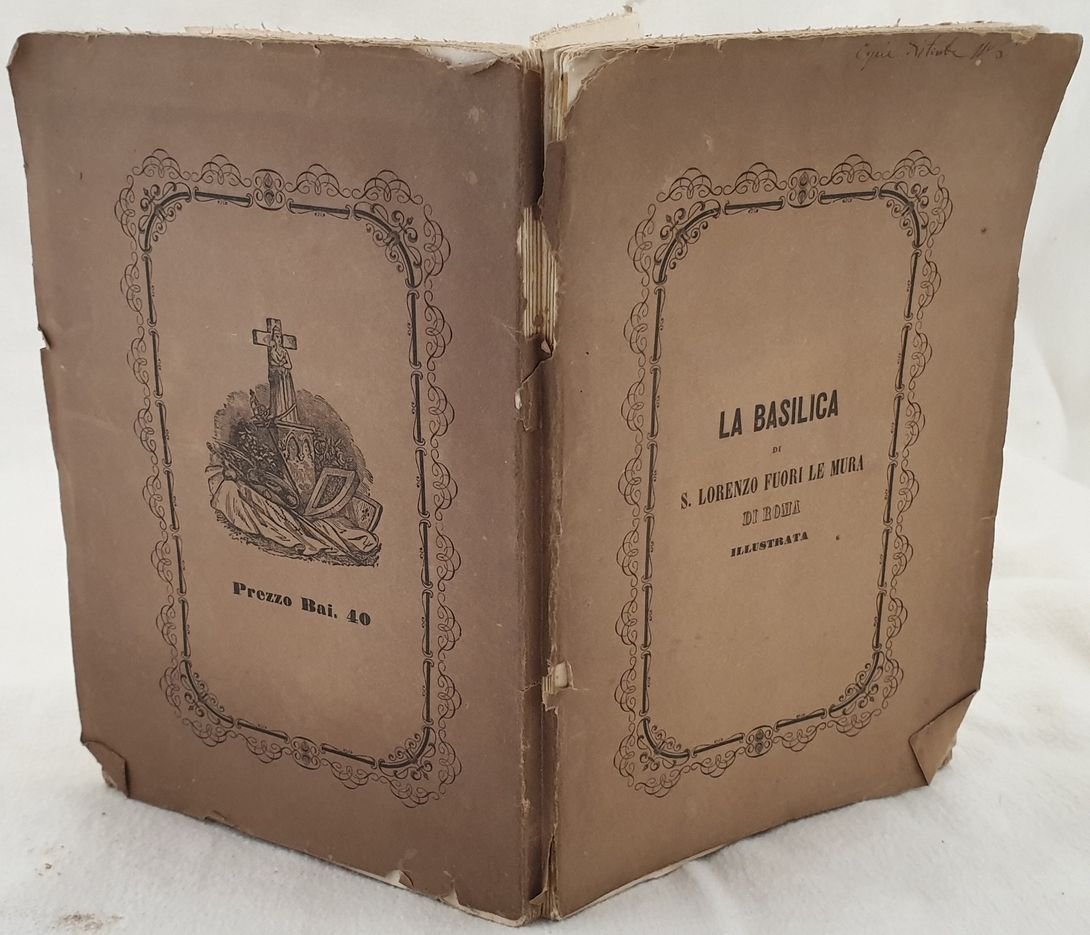 Prezzo Bai. 40
LA BASILICA
DI
S. LORENZO FUORI LE MURA
DI ROMA
ILLUSTRATA